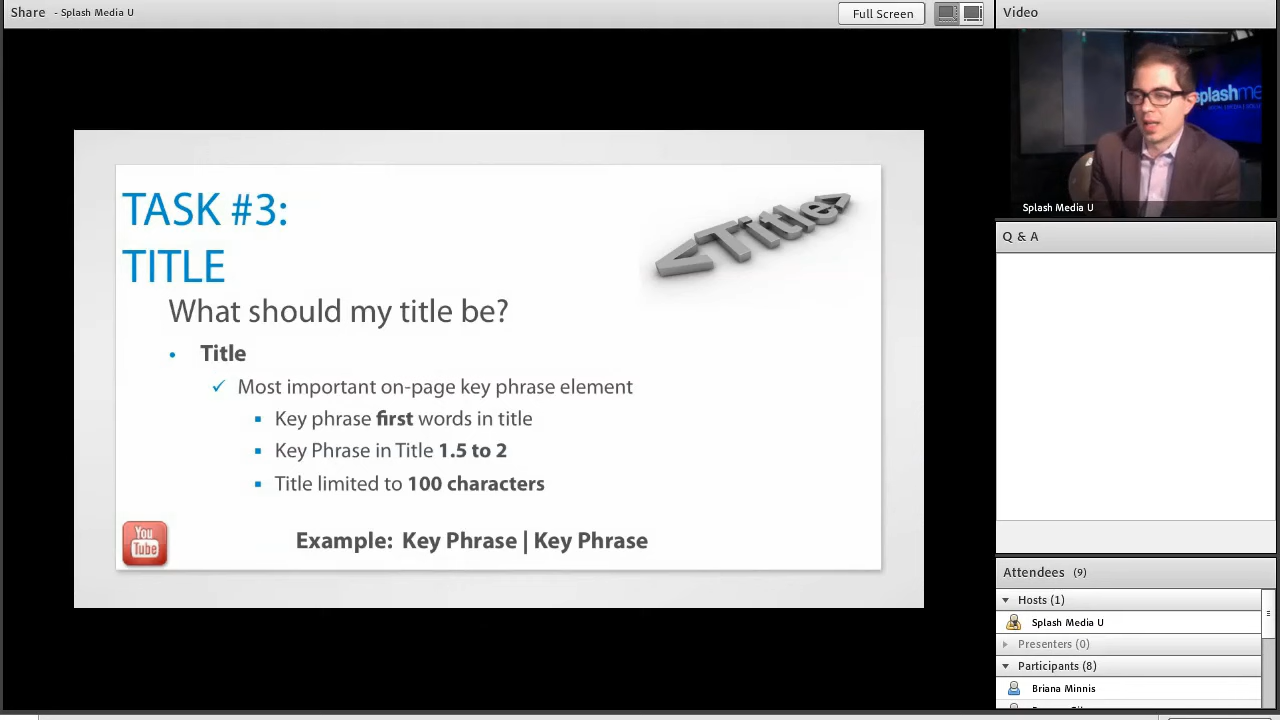 Share - Splash Media U
Full Screen
Video
splashme
Splash Media U
TASK #3:
TITLE
<Title>
What should my title be?
• Title
✓ Most important on-page key phrase element
▪ Key phrase first words in title
▪ Key Phrase in Title 1.5 to 2
▪ Title limited to 100 characters
You
Tube
Example: Key Phrase | Key Phrase
Q & A
Attendees (9)
Hosts (1)
Splash Media U
Presenters (0)
Participants (8)
Briana Minnis